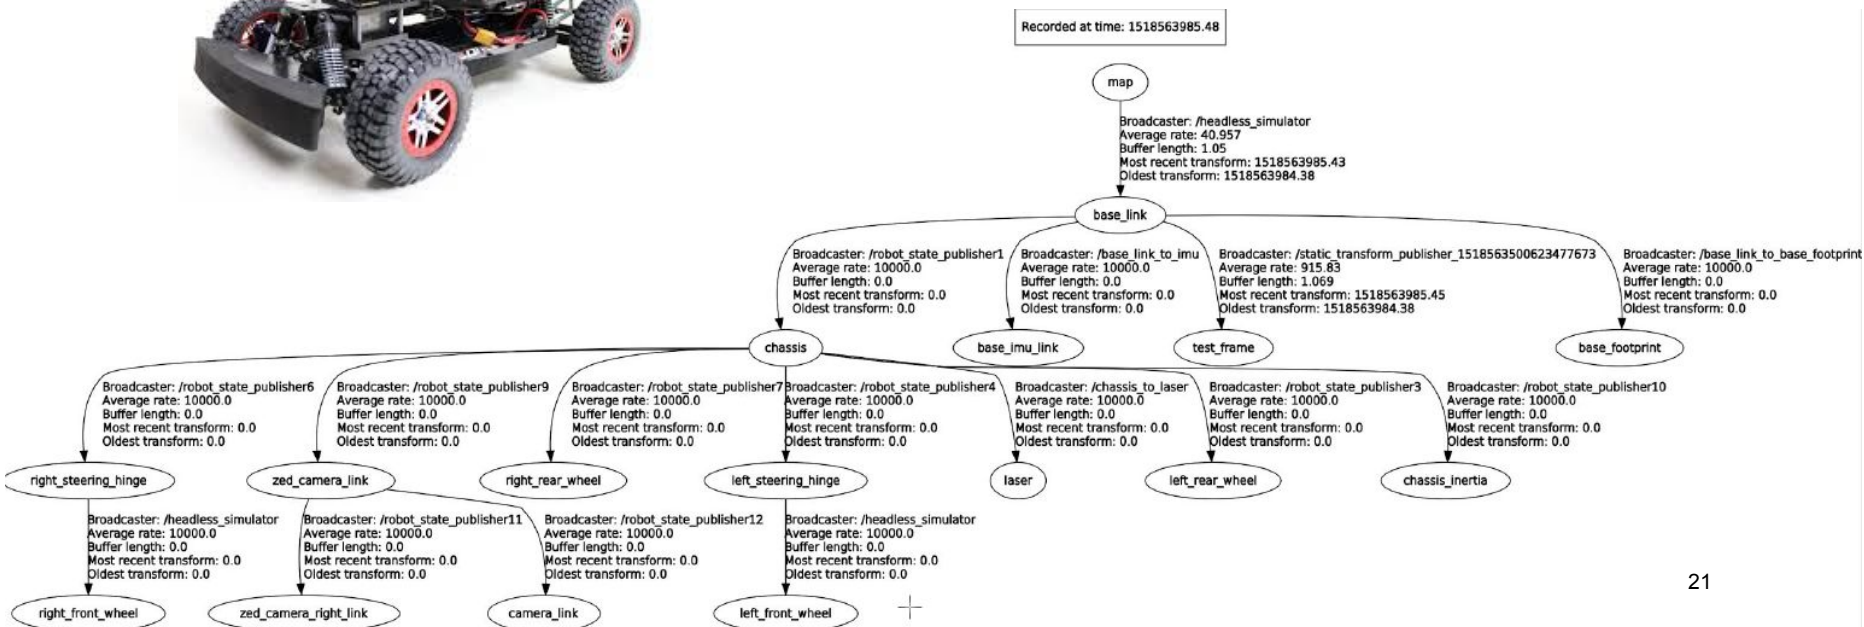 Recorded at time: 1518563985.48
map
Broadcaster: /headless_simulator
Average rate: 40.957
Buffer length: 1.05
Most recent transform: 1518563985.43
Oldest transform: 1518563984.38
base_link
Broadcaster: /robot_state_publisher1
Average rate: 10000.0
Buffer length: 0.0
Most recent transform: 0.0
Oldest transform: 0.0
Broadcaster: /base_link_to_imu
Average rate: 10000.0
Buffer length: 0.0
Most recent transform: 0.0
Oldest transform: 0.0
Broadcaster: /static_transform_publisher_1518563500623477673
Average rate: 915.83
Buffer length: 1.069
Most recent transform: 1518563985.45
Oldest transform: 1518563984.38
Broadcaster: /base_link_to_base_footprint
Average rate: 10000.0
Buffer length: 0.0
Most recent transform: 0.0
Oldest transform: 0.0
chassis
base_imu_link
test_frame
base_footprint
Broadcaster: /robot_state_publisher6
Average rate: 10000.0
Buffer length: 0.0
Most recent transform: 0.0
Oldest transform: 0.0
Broadcaster: /robot_state_publisher9
Average rate: 10000.0
Buffer length: 0.0
Most recent transform: 0.0
Oldest transform: 0.0
Broadcaster: /robot_state_publisher7
Average rate: 10000.0
Buffer length: 0.0
Most recent transform: 0.0
Oldest transform: 0.0
Broadcaster: /robot_state_publisher4
Average rate: 10000.0
Buffer length: 0.0
Most recent transform: 0.0
Oldest transform: 0.0
Broadcaster: /chassis_to_laser
Average rate: 10000.0
Buffer length: 0.0
Most recent transform: 0.0
Oldest transform: 0.0
Broadcaster: /robot_state_publisher3
Average rate: 10000.0
Buffer length: 0.0
Most recent transform: 0.0
Oldest transform: 0.0
Broadcaster: /robot_state_publisher10
Average rate: 10000.0
Buffer length: 0.0
Most recent transform: 0.0
Oldest transform: 0.0
right_steering_hinge
zed_camera_link
right_rear_wheel
left_steering_hinge
laser
left_rear_wheel
chassis_inertia
Broadcaster: /headless_simulator
Average rate: 10000.0
Buffer length: 0.0
Most recent transform: 0.0
Oldest transform: 0.0
Broadcaster: /robot_state_publisher11
Average rate: 10000.0
Buffer length: 0.0
Most recent transform: 0.0
Oldest transform: 0.0
Broadcaster: /robot_state_publisher12
Average rate: 10000.0
Buffer length: 0.0
Most recent transform: 0.0
Oldest transform: 0.0
Broadcaster: /headless_simulator
Average rate: 10000.0
Buffer length: 0.0
Most recent transform: 0.0
Oldest transform: 0.0
right_front_wheel
zed_camera_right_link
camera_link
left_front_wheel
21